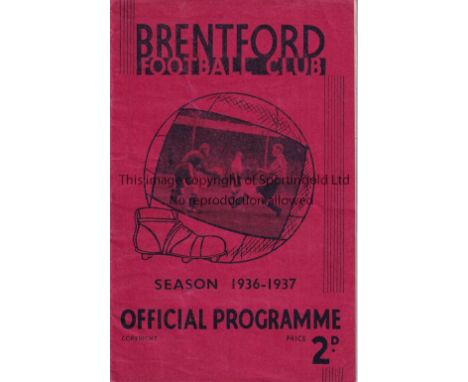 BRENTFORD
FOOTBALL CLUB
This image copyright of Sportingold Ltd
No reproduction allowed
SEASON 1936-1937
OFFICIAL PROGRAMME
COPYRIGHT PRICE 2D.